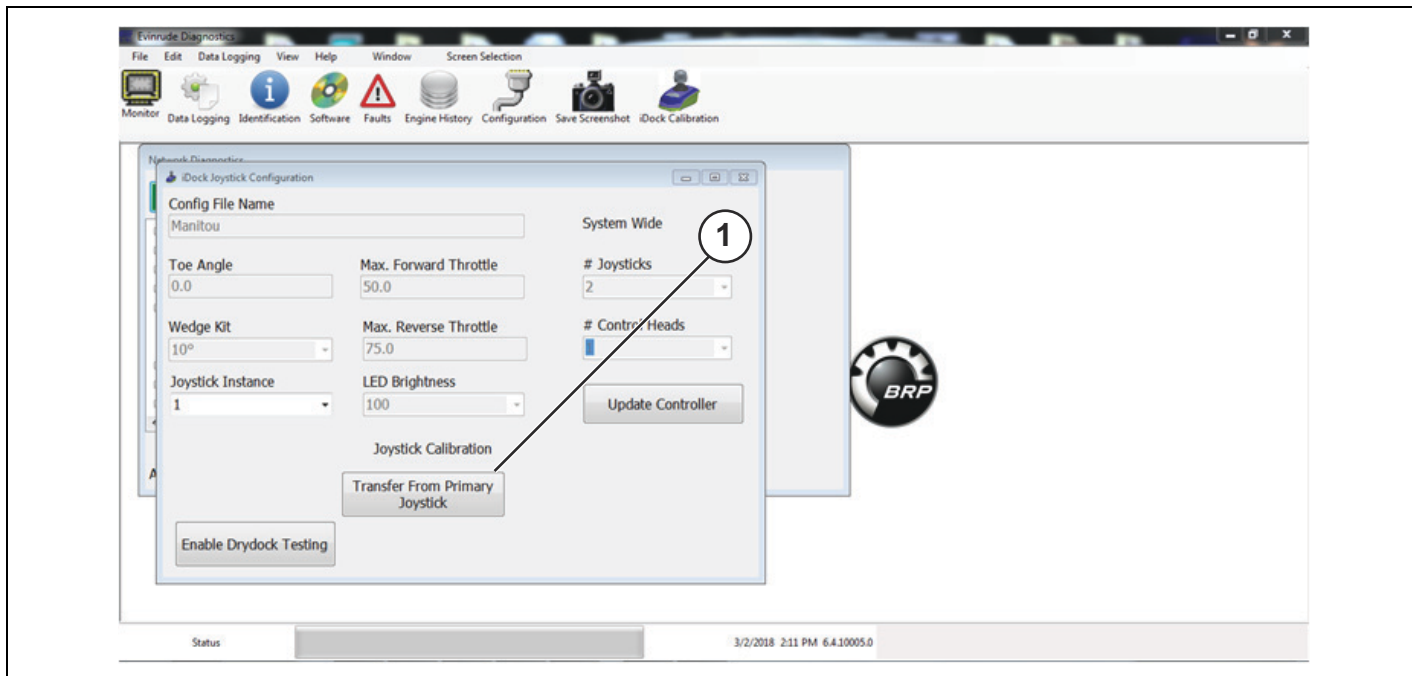 Evinrude Diagnostics
File Edit Data Logging View Help Window Screen Selection
Monitor Data Logging Identification Software Faults Engine History Configuration Save Screenshot iDock Calibration
Network Diagnostics
iDock Joystick Configuration
Config File Name
Manitou
System Wide
1
Toe Angle Max. Forward Throttle # Joysticks
0.0 50.0 2
Wedge Kit Max. Reverse Throttle # Control Heads
10° 75.0
Joystick Instance LED Brightness
1 100 Update Controller
BRP
Joystick Calibration
A
Transfer From Primary
Joystick
Enable Drydock Testing
Status 3/2/2018 2:11 PM 6.4.10005.0